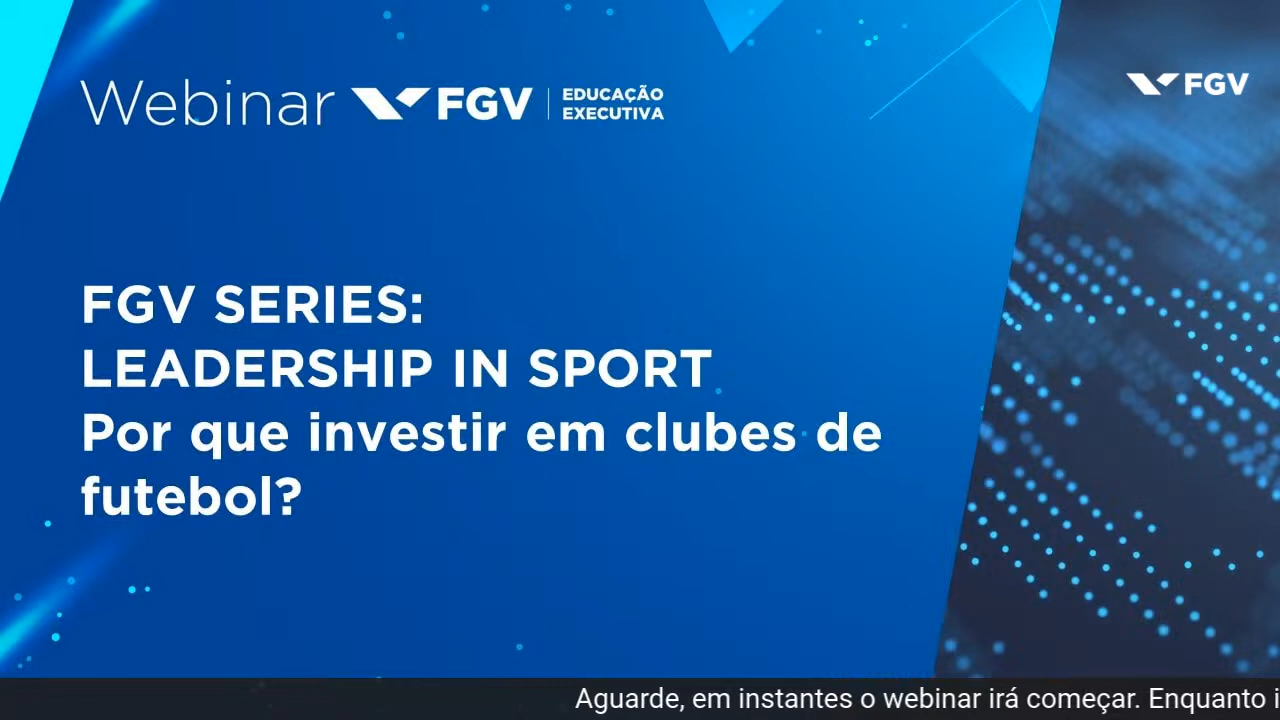 Webinar FGV EDUCAÇÃO
EXECUTIVA
FGV
FGV SERIES:
LEADERSHIP IN SPORT
Por que investir em clubes de
futebol?
Aguarde, em instantes o webinar irá começar. Enquanto i